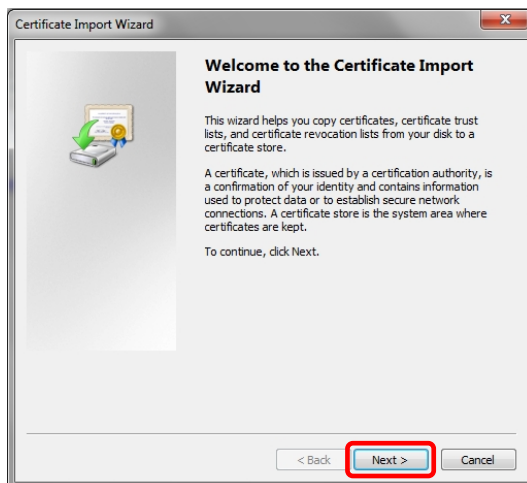 Certificate Import Wizard
Welcome to the Certificate Import
Wizard
This wizard helps you copy certificates, certificate trust
lists, and certificate revocation lists from your disk to a
certificate store.
A certificate, which is issued by a certification authority, is
a confirmation of your identity and contains information
used to protect data or to establish secure network
connections. A certificate store is the system area where
certificates are kept.
To continue, click Next.
< Back Next > Cancel